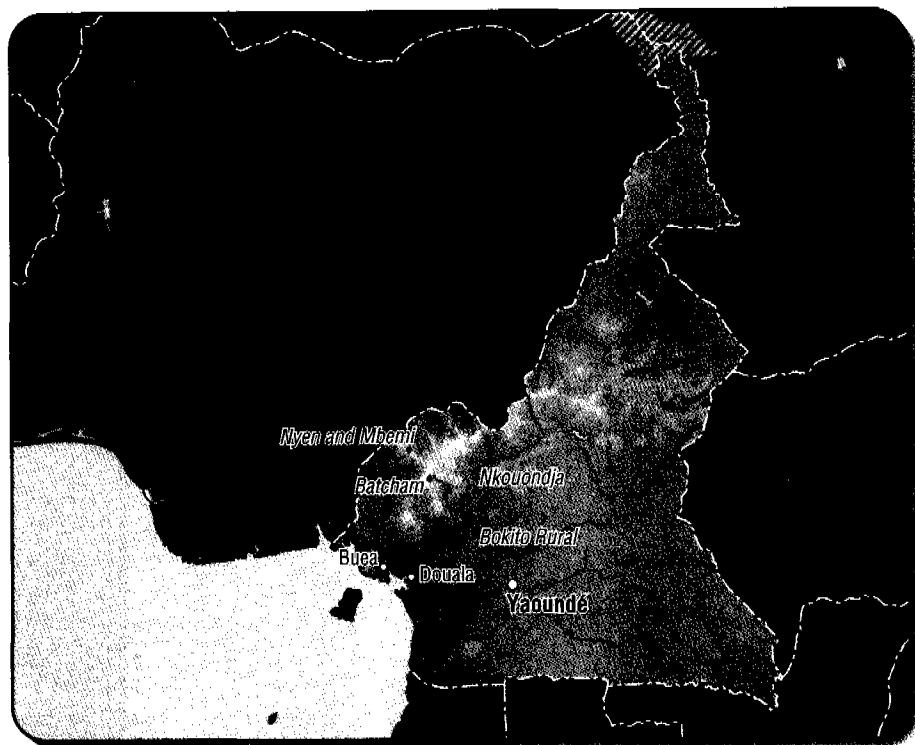 Nyen and Mbemi
Batcham
Nkouondja
Bokito Rural
Buea
Douala
Yaoundé